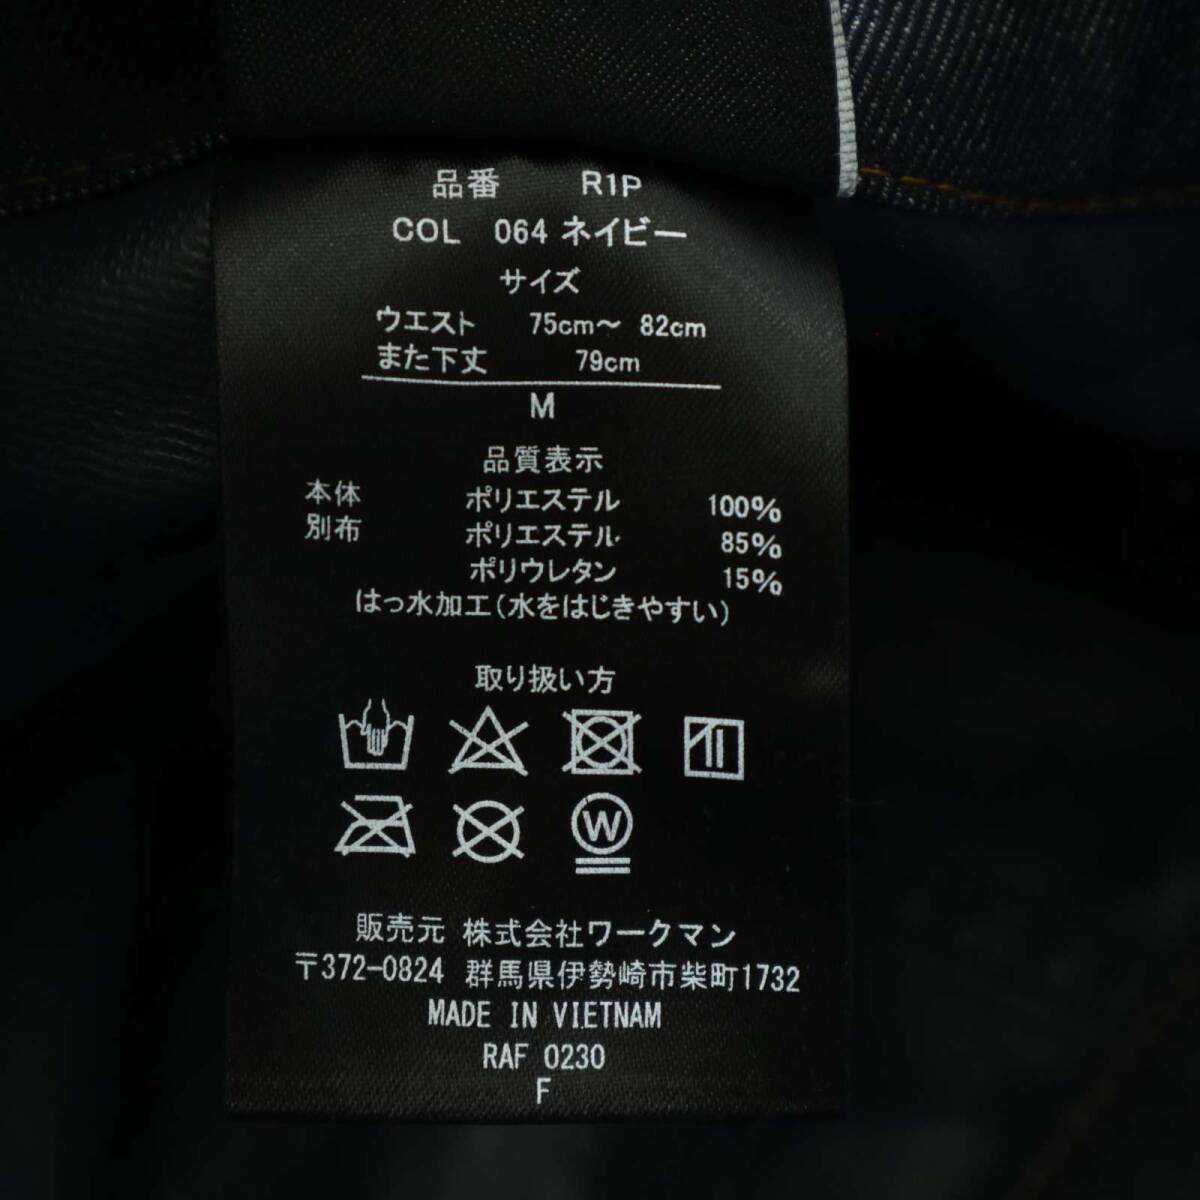 品番 R1P
COL 064 ネイビー
サイズ
ウエスト 75cm～ 82cm
また下丈 79cm
M
品質表示
本体 ポリエステル 100%
別布 ポリエステル 85%
ポリウレタン 15%
はっ水加工(水をはじきやすい)
取り扱い方
W
販売元 株式会社ワークマン
〒372-0824 群馬県伊勢崎市柴町1732
MADE IN VIETNAM
RAF 0230
F